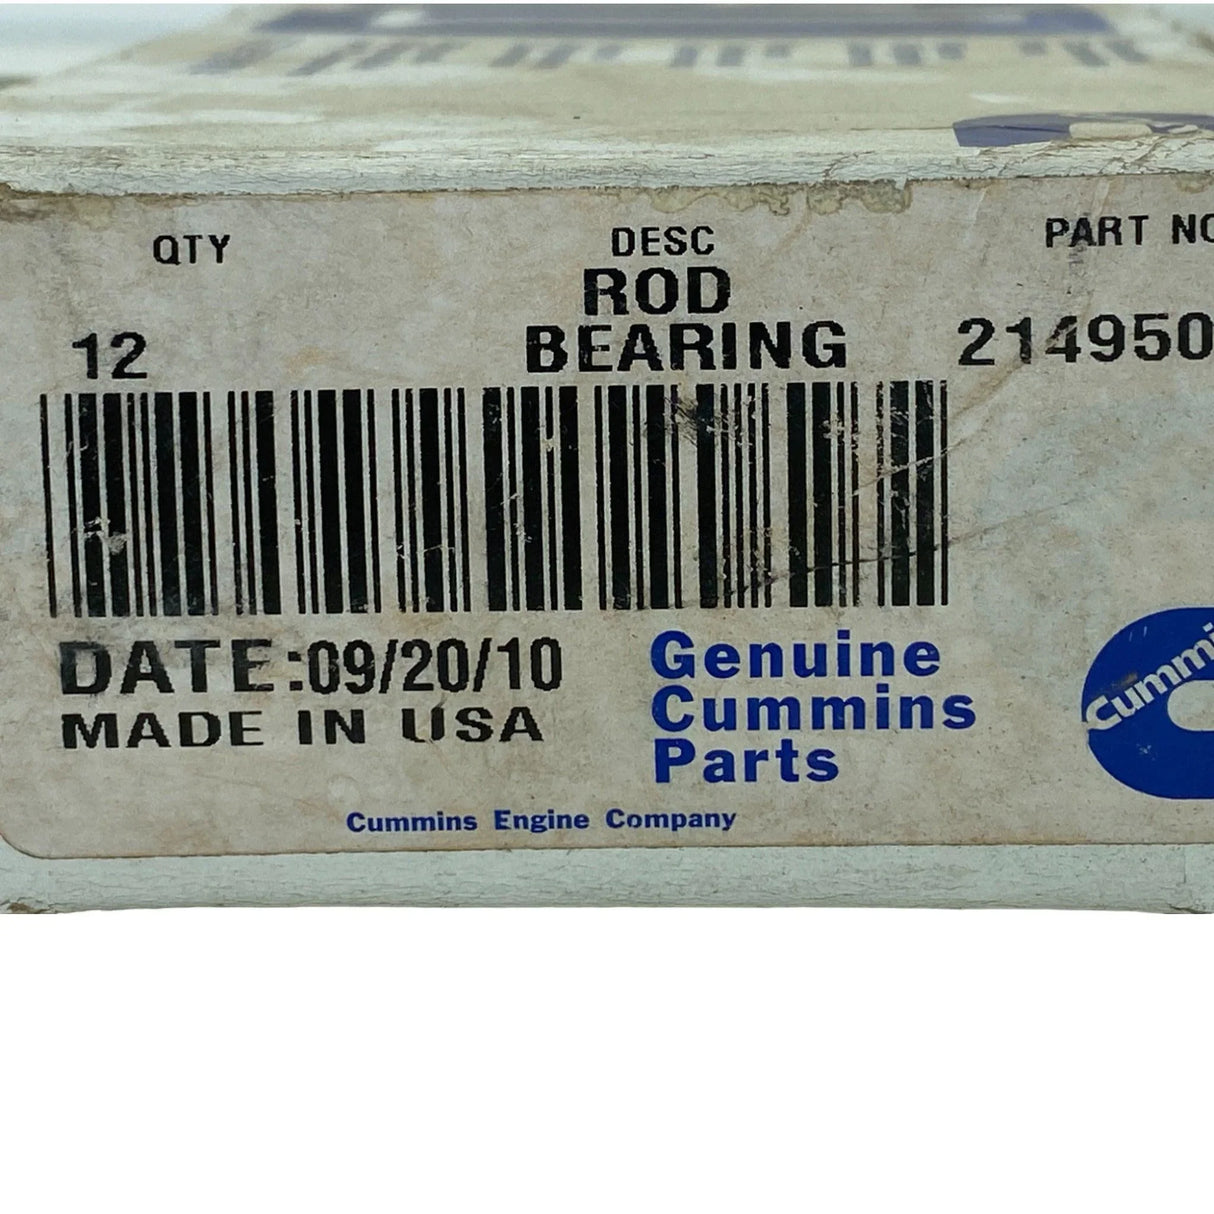 QTY DESC PART NO
ROD
12 BEARING 214950
DATE:09/20/10 Genuine
MADE IN USA Cummins
Parts
Cummins
Cummins Engine Company